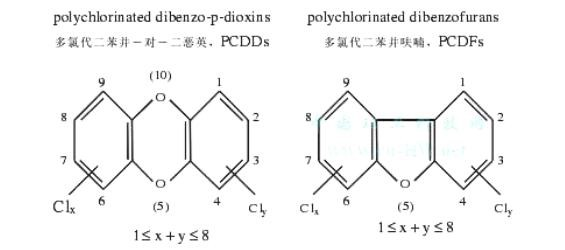 polychlorinated dibenzo-p-dioxins
多氯代二苯并-对-二恶英, PCDDs
9
(10)
1
O
8
2
7
3
O
6
(5)
4
Clx
Cly
1≤x+y≤8
polychlorinated dibenzofurans
多氯代二苯并呋喃, PCDFs
9
1
8
2
7
3
O
6
(5)
4
Clx
Cly
1≤x+y≤8